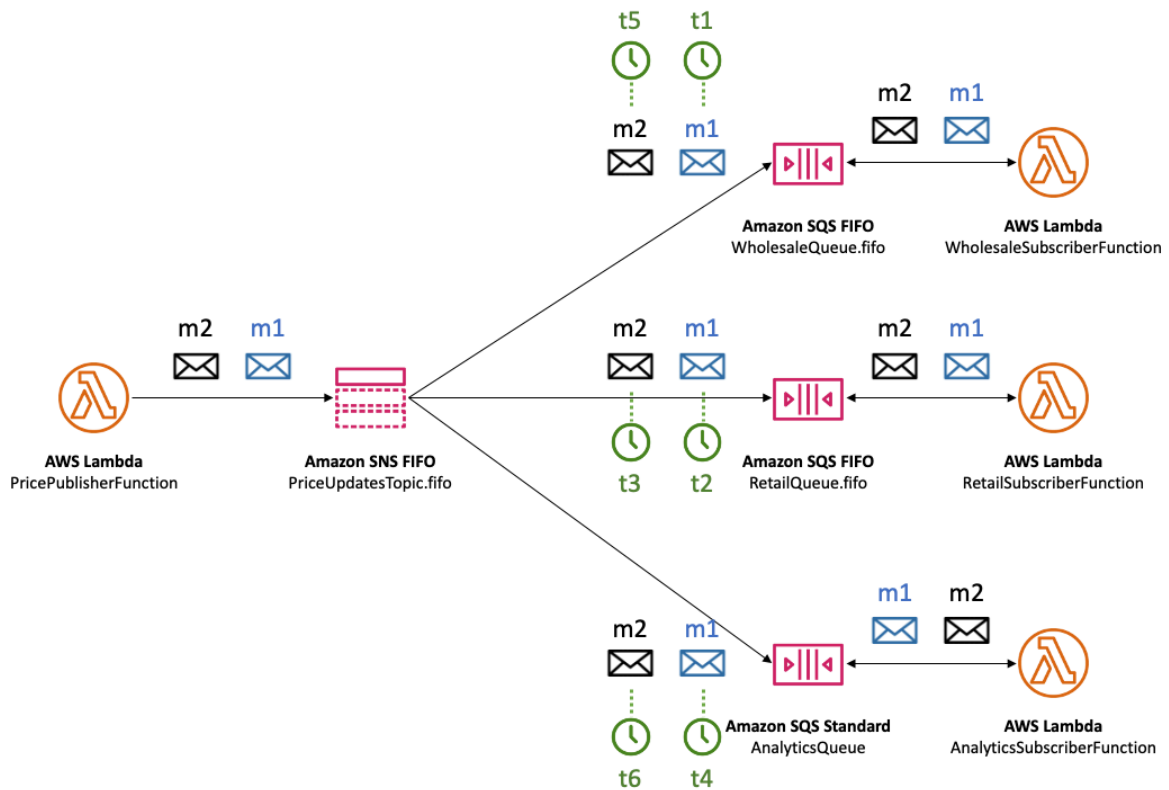 t5 t1
m2 m1
m2 m1
Amazon SQS FIFO
WholesaleQueue.fifo
AWS Lambda
WholesaleSubscriberFunction
m2 m1
AWS Lambda
PricePublisherFunction
Amazon SNS FIFO
PriceUpdatesTopic.fifo
m2 m1
t3 t2
m2 m1
Amazon SQS FIFO
RetailQueue.fifo
AWS Lambda
RetailSubscriberFunction
m2 m1
t6 t4
m1 m2
Amazon SQS Standard
AnalyticsQueue
AWS Lambda
AnalyticsSubscriberFunction